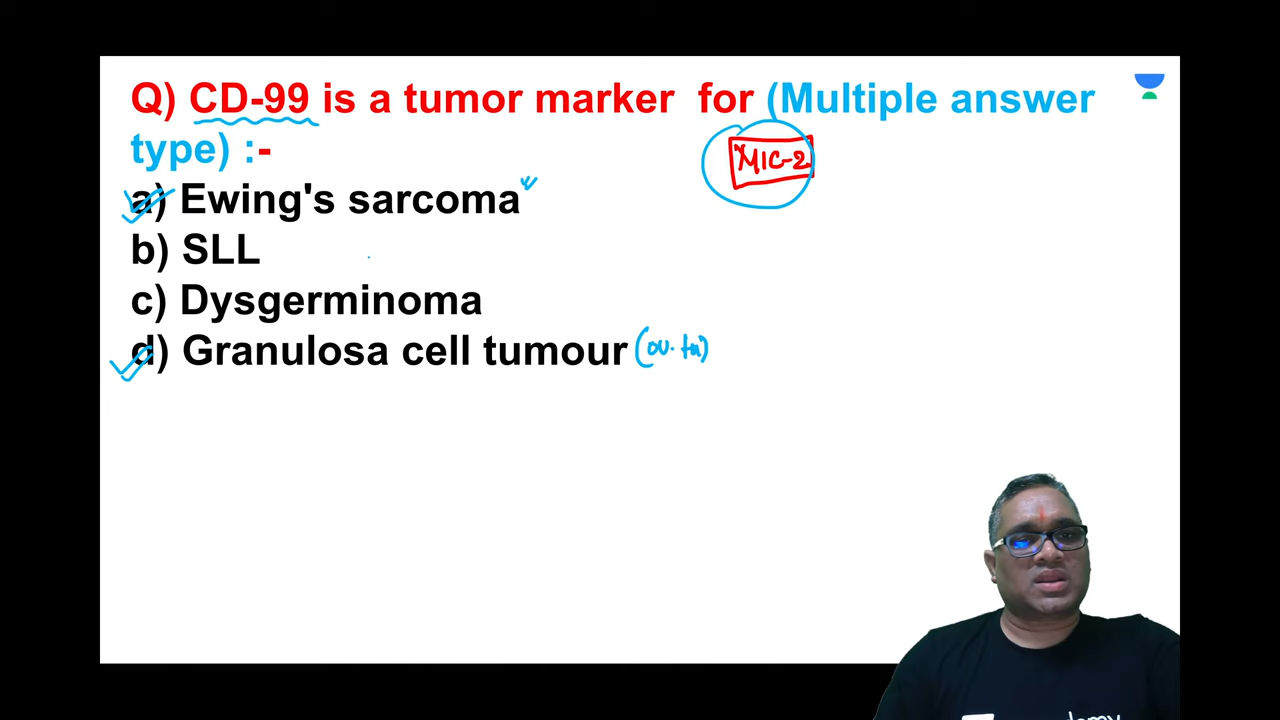 Q) CD-99 is a tumor marker for (Multiple answer
type) :-
MIC-2
a) Ewing's sarcoma
b) SLL
c) Dysgerminoma
d) Granulosa cell tumour (ov. tu)